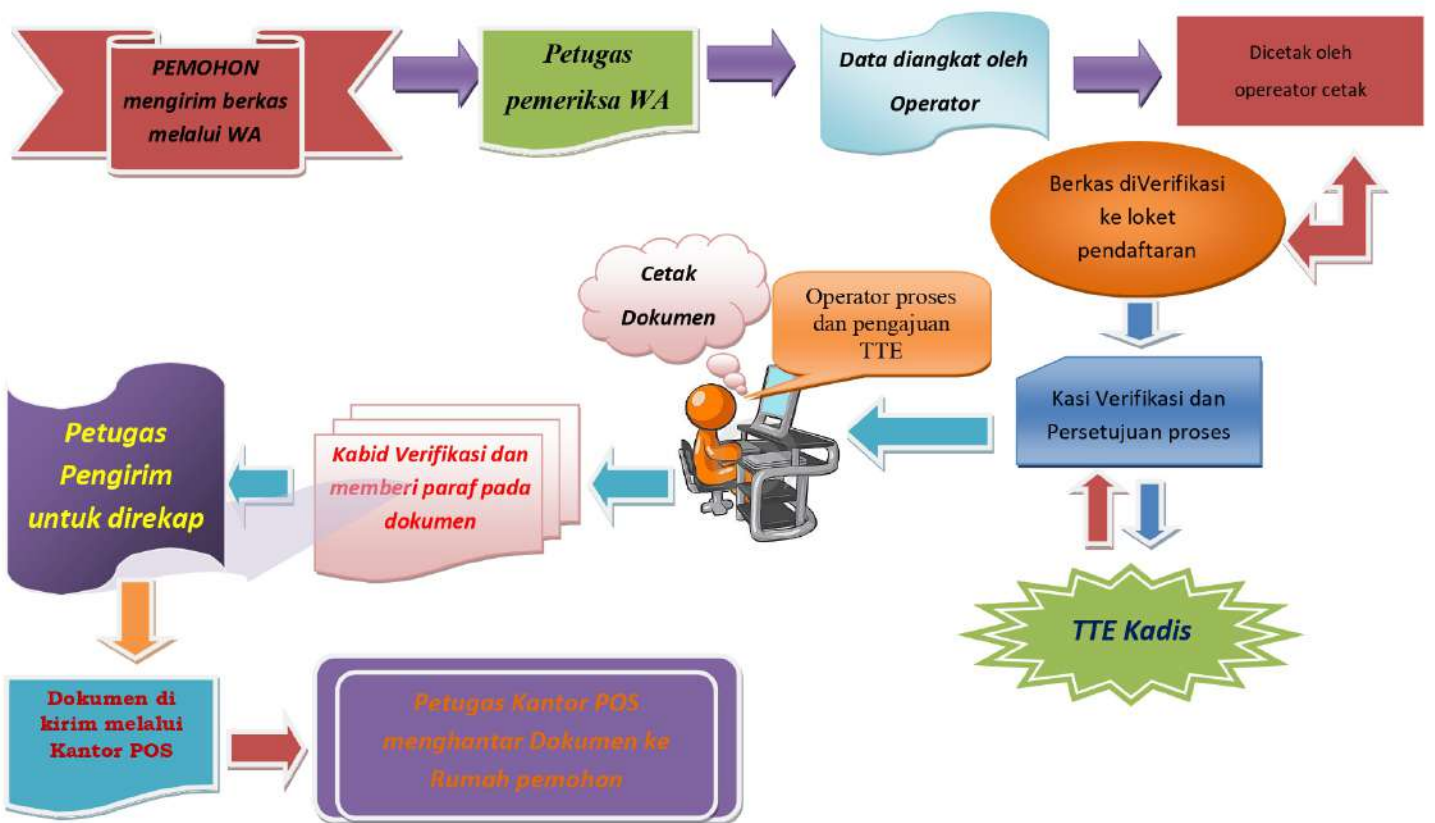 PEMOHON
mengirim berkas
melalui WA
Petugas
pemeriksa WA
Data diangkat oleh
Operator
Dicetak oleh
opereator cetak
Berkas diVerifikasi
ke loket
pendaftaran
Kasi Verifikasi dan
Persetujuan proses
TTE Kadis
Operator proses
dan pengajuan
TTE
Cetak
Dokumen
Kabid Verifikasi dan
memberi paraf pada
dokumen
Petugas
Pengirim
untuk direkap
Dokumen di
kirim melalui
Kantor POS
Petugas Kantor POS
menghantar Dokumen ke
Rumah pemohon